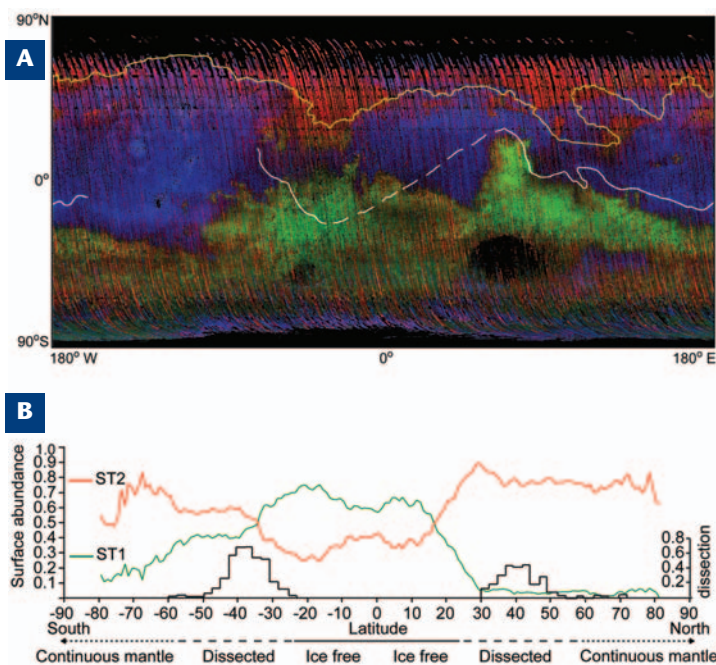 90°N
A
0°
90°S
180° W 0° 180° E
B
1.0
0.9
0.8
0.7
0.6
0.5
0.4
0.3
0.2
0.1
Surface abundance
ST2
ST1
0.8
0.6
0.4
0.2
dissection
-90 -80 -70 -60 -50 -40 -30 -20 -10 0 10 20 30 40 50 60 70 80 90
South Latitude North
Continuous mantle Dissected Ice free Ice free Dissected Continuous mantle